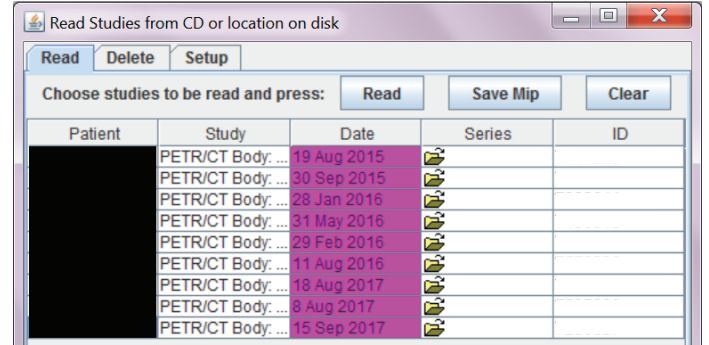 Read Studies from CD or location on disk
Read Delete Setup
Choose studies to be read and press: Read Save Mip Clear
Patient Study Date Series ID
PETR/CT Body: ... 19 Aug 2015
PETR/CT Body: ... 30 Sep 2015
PETR/CT Body: ... 28 Jan 2016
PETR/CT Body: ... 31 May 2016
PETR/CT Body: ... 29 Feb 2016
PETR/CT Body: ... 11 Aug 2016
PETR/CT Body: ... 18 Aug 2017
PETR/CT Body: ... 8 Aug 2017
PETR/CT Body: ... 15 Sep 2017